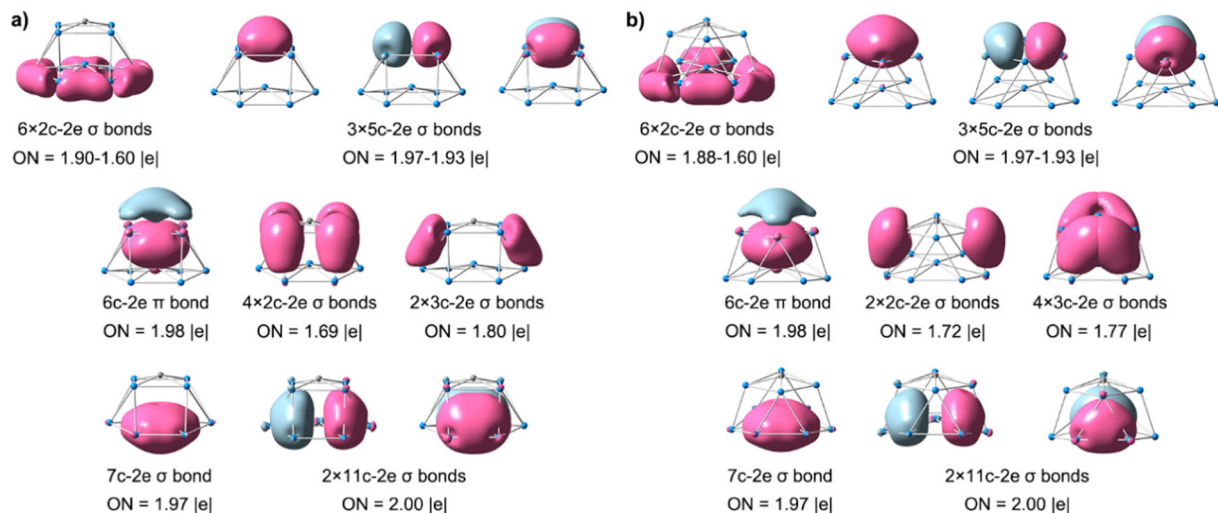 a)
6×2c-2e σ bonds
ON = 1.90-1.60 |e|
3×5c-2e σ bonds
ON = 1.97-1.93 |e|
6c-2e π bond
ON = 1.98 |e|
4×2c-2e σ bonds
ON = 1.69 |e|
2×3c-2e σ bonds
ON = 1.80 |e|
7c-2e σ bond
ON = 1.97 |e|
2×11c-2e σ bonds
ON = 2.00 |e|
b)
6×2c-2e σ bonds
ON = 1.88-1.60 |e|
3×5c-2e σ bonds
ON = 1.97-1.93 |e|
6c-2e π bond
ON = 1.98 |e|
2×2c-2e σ bonds
ON = 1.72 |e|
4×3c-2e σ bonds
ON = 1.77 |e|
7c-2e σ bond
ON = 1.97 |e|
2×11c-2e σ bonds
ON = 2.00 |e|